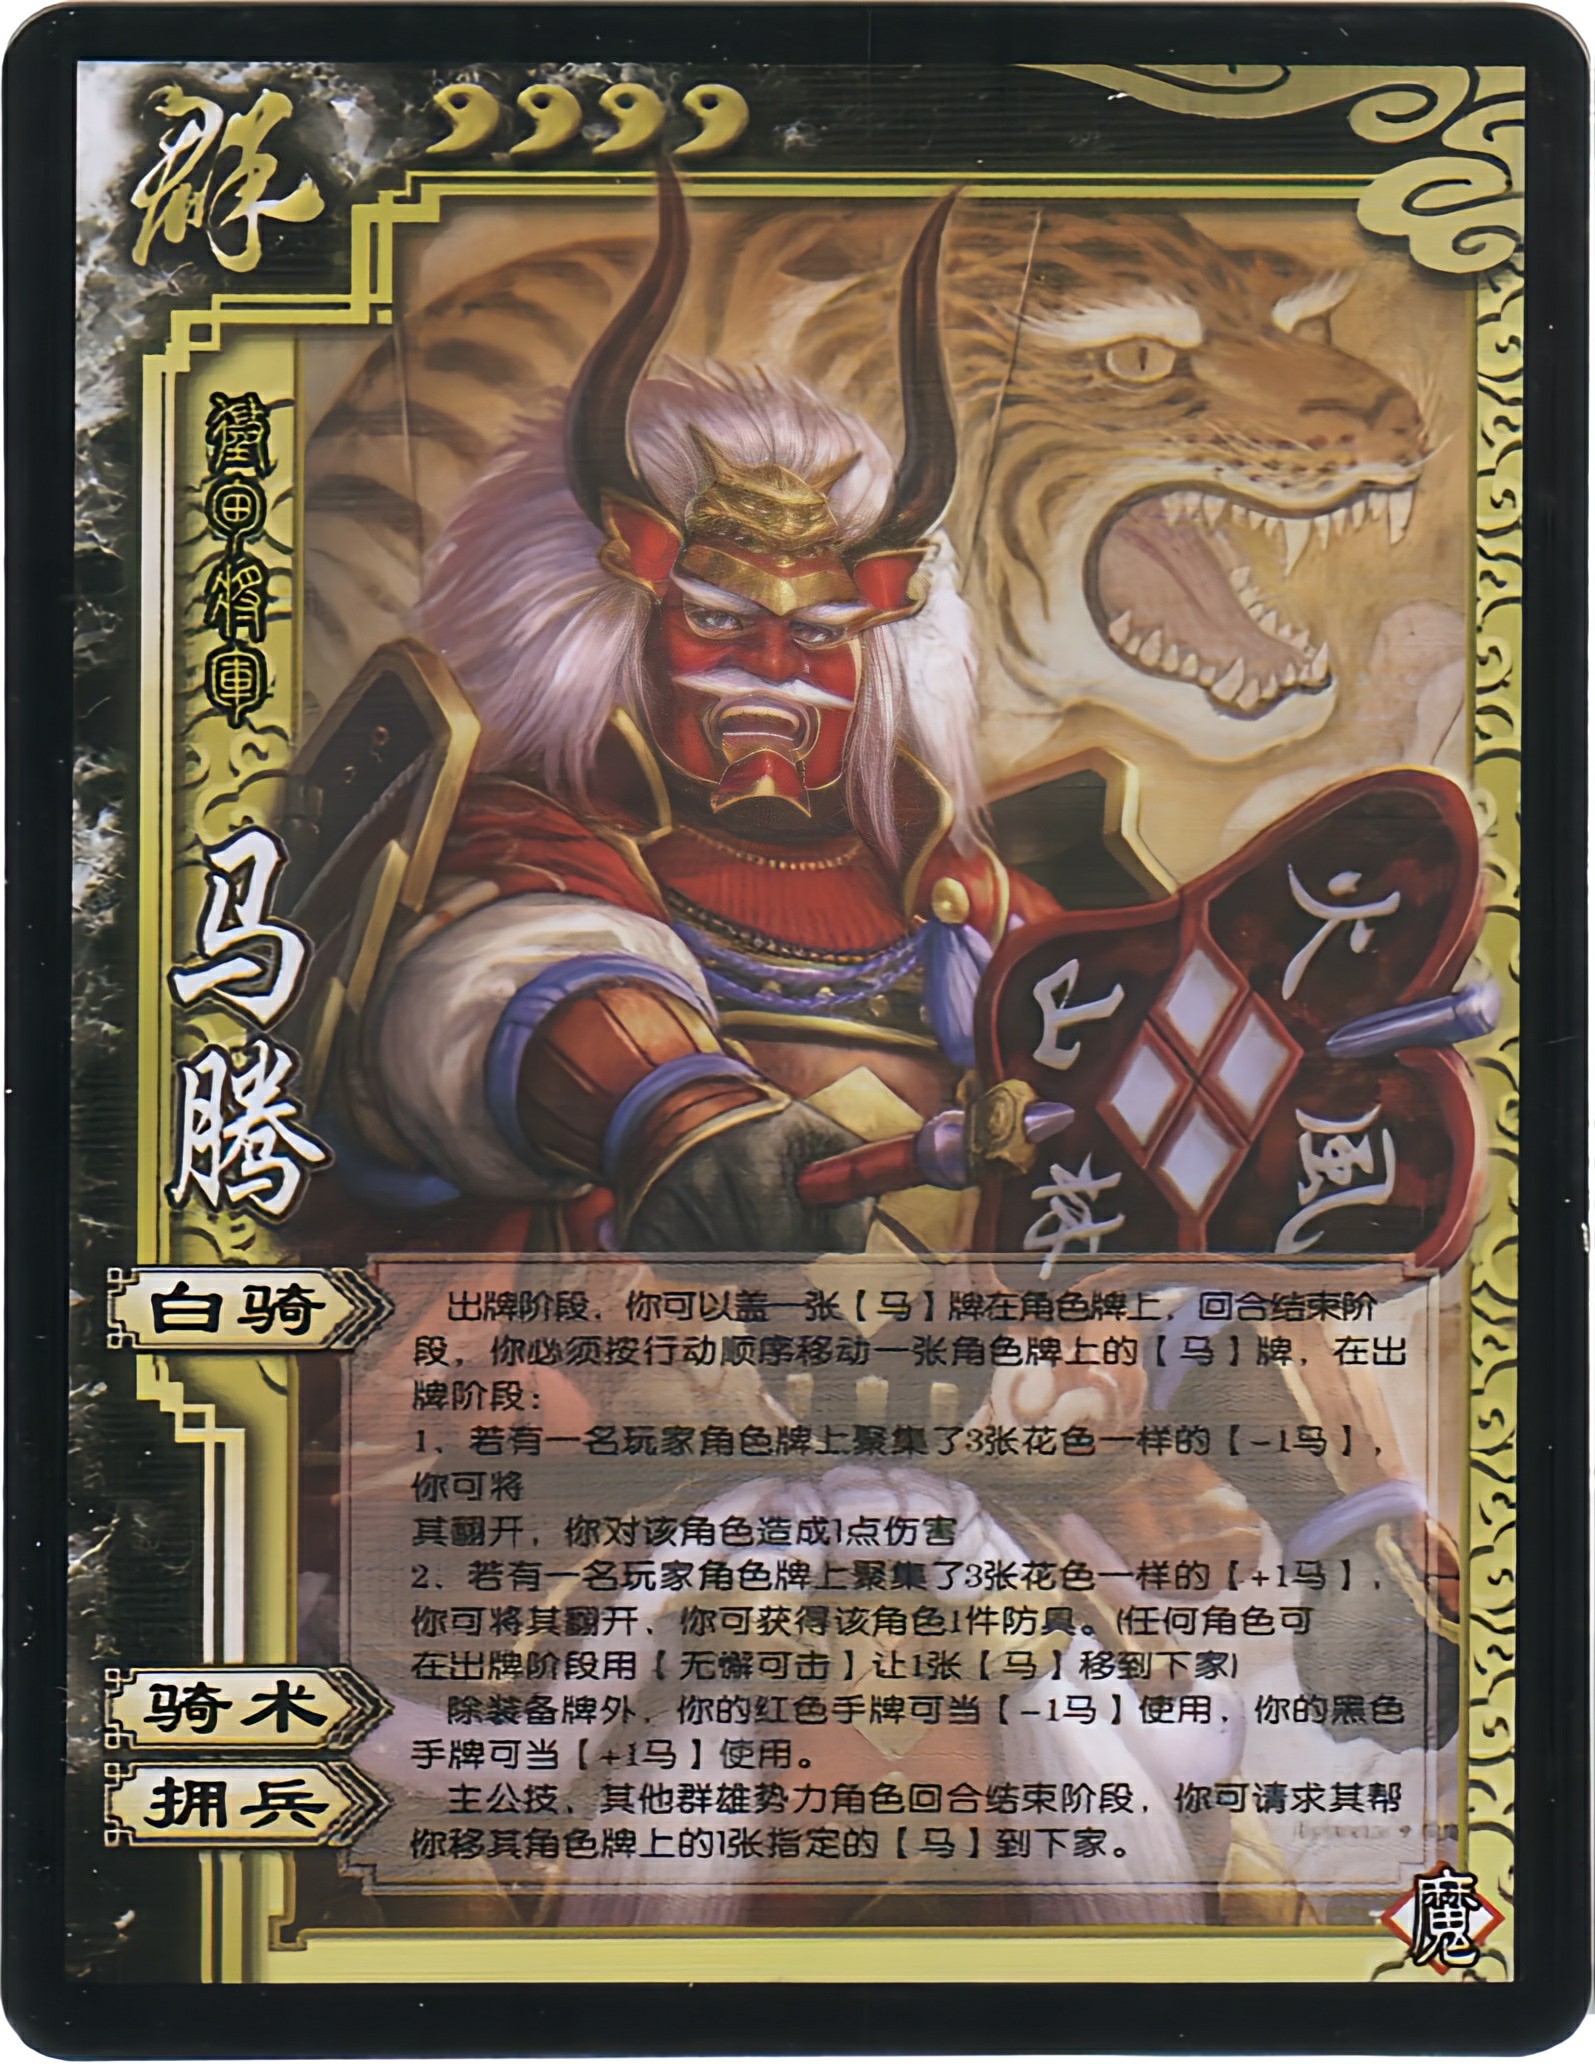 群
马腾
火
山
風
林
白骑
出牌阶段，你可以盖一张【马】牌在角色牌上，回合结束阶
段，你必须按行动顺序移动一张角色牌上的【马】牌，在出
牌阶段：
1、若有一名玩家角色牌上聚集了3张花色一样的【-1马】，
你可将
其翻开，你对该角色造成1点伤害
2、若有一名玩家角色牌上聚集了3张花色一样的【+1马】，
你可将其翻开，你可获得该角色1件防具。(任何角色可
在出牌阶段用【无懈可击】让1张【马】移到下家)
骑术
除装备牌外，你的红色手牌可当【-1马】使用，你的黑色
手牌可当【+1马】使用。
拥兵
主公技，其他群雄势力角色回合结束阶段，你可请求其帮
你移其角色牌上的1张指定的【马】到下家。
魔